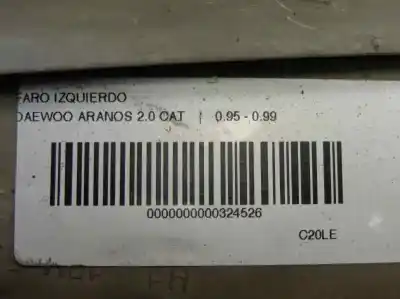 FARO IZQUIERDO
DAEWOO ARANOS 2.0 CAT | 0.95 - 0.99
0000000000324526
C20LE